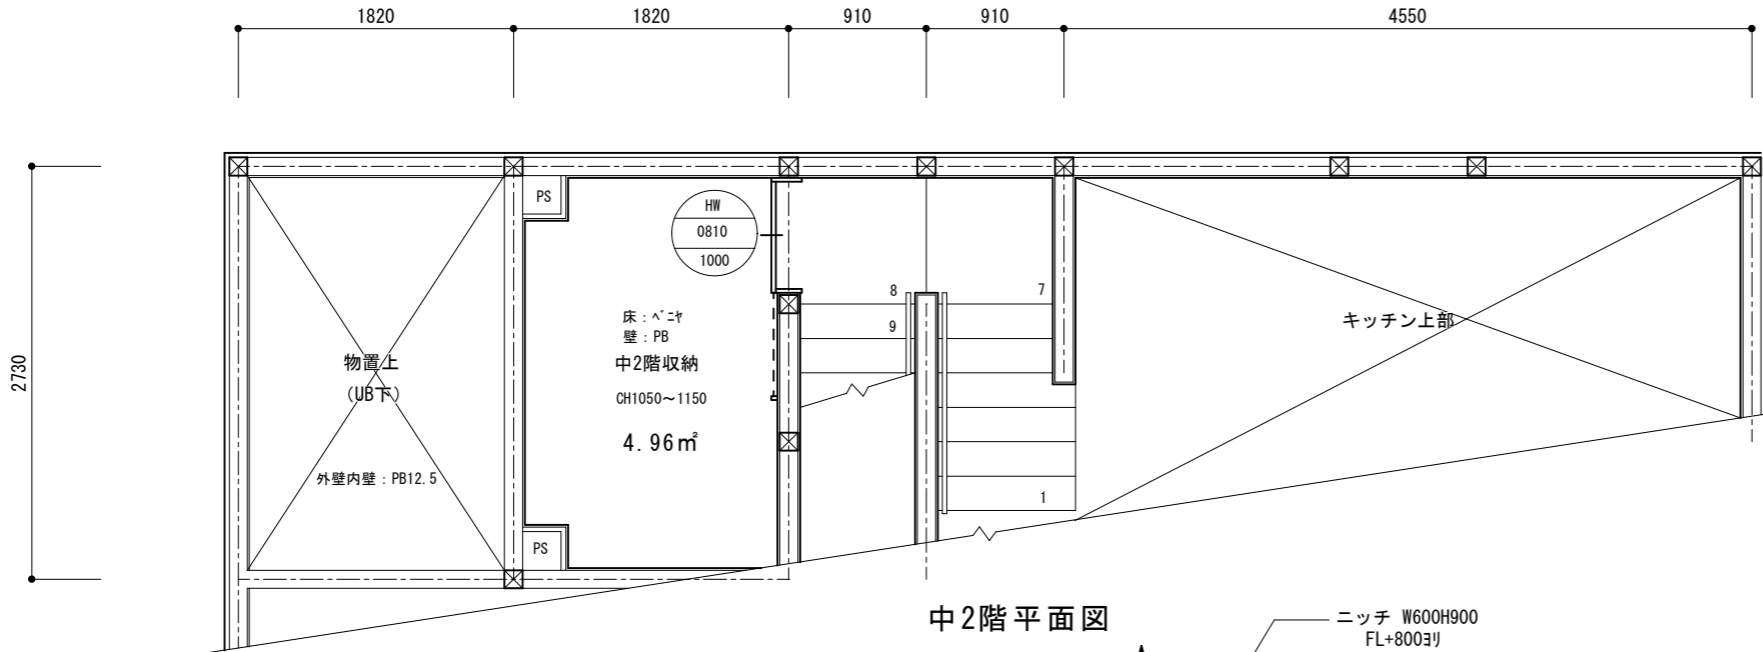 1820
1820
910
910
4550
2730
PS
HW
0810
1000
8
7
9
床：ﾍﾞﾆﾔ
壁：PB
中2階収納
CH1050～1150
4.96㎡
物置上
(UB下)
外壁内壁：PB12.5
キッチン上部
1
PS
中2階平面図
ニッチ W600H900
FL+800ﾖﾘ